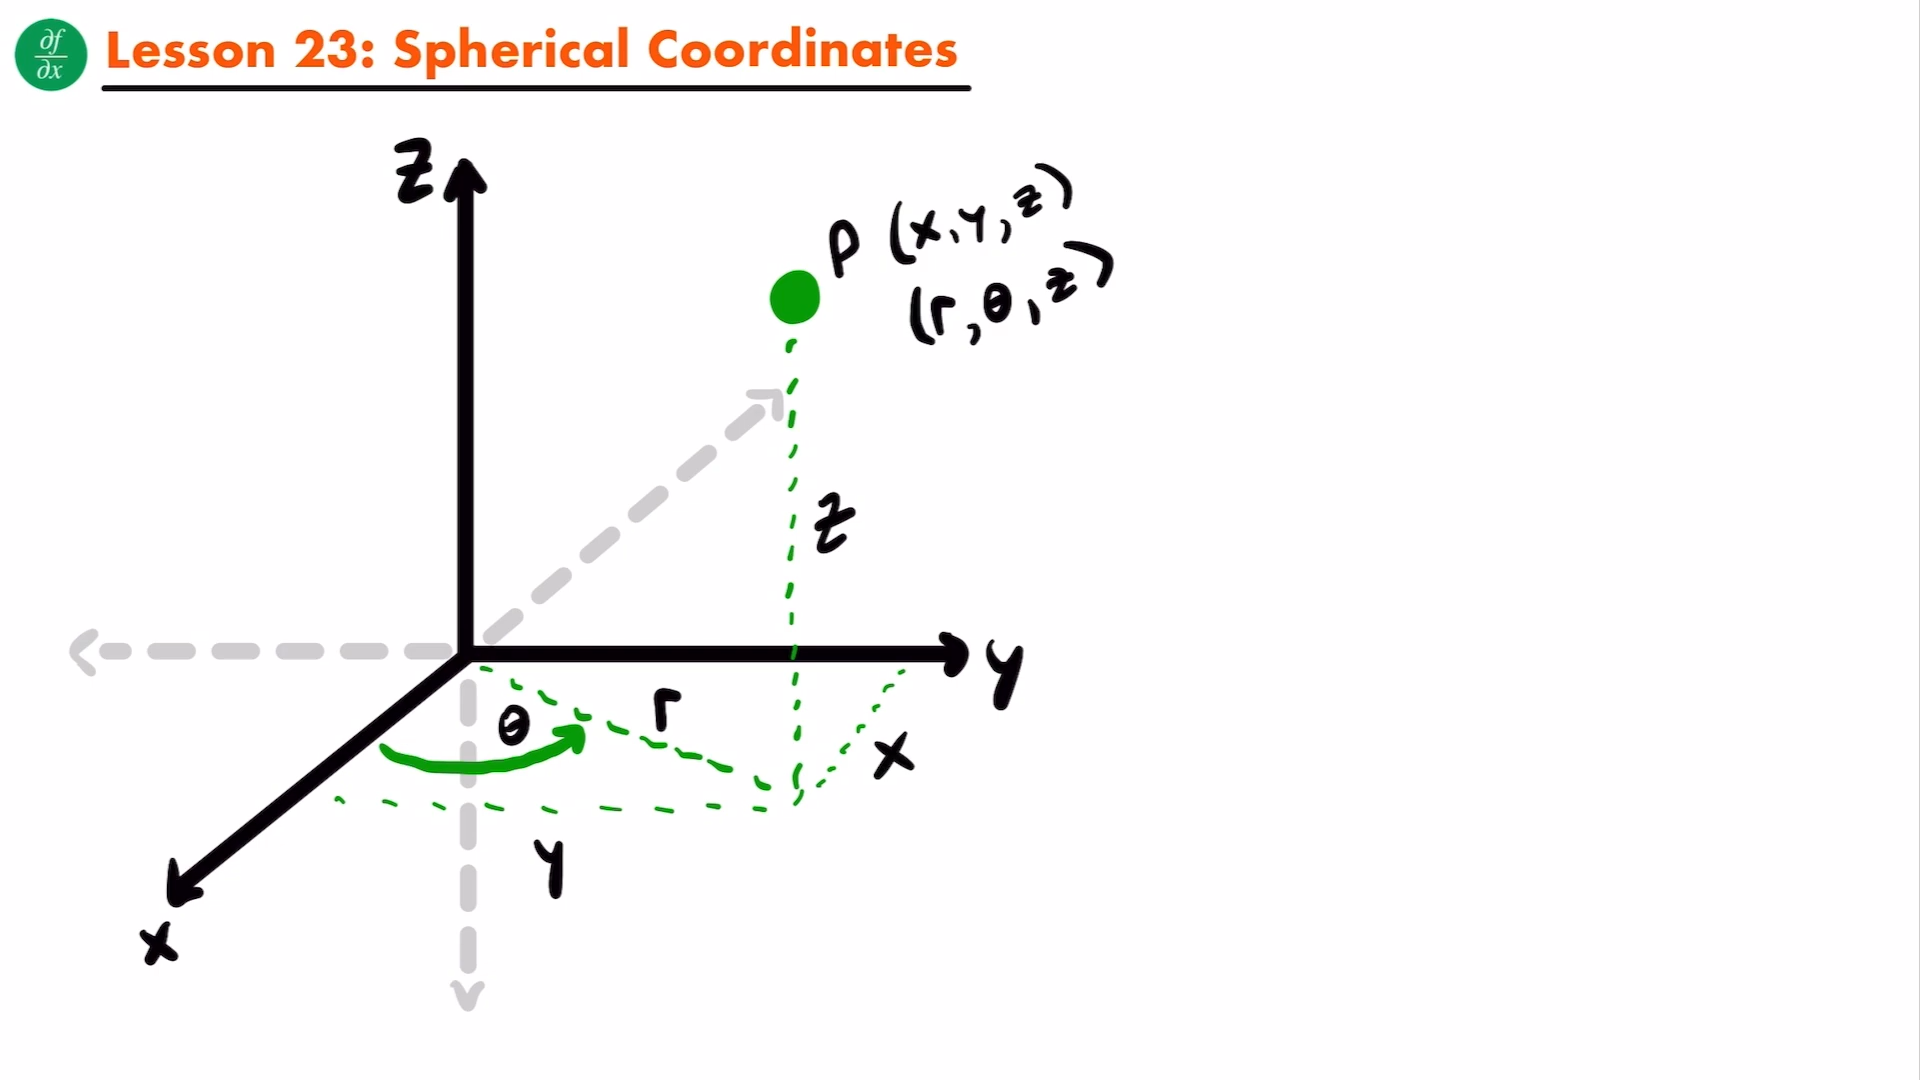 ∂f
∂x
Lesson 23: Spherical Coordinates
z
P (x,y,z)
(r,θ,z)
z
y
θ
r
x
y
x